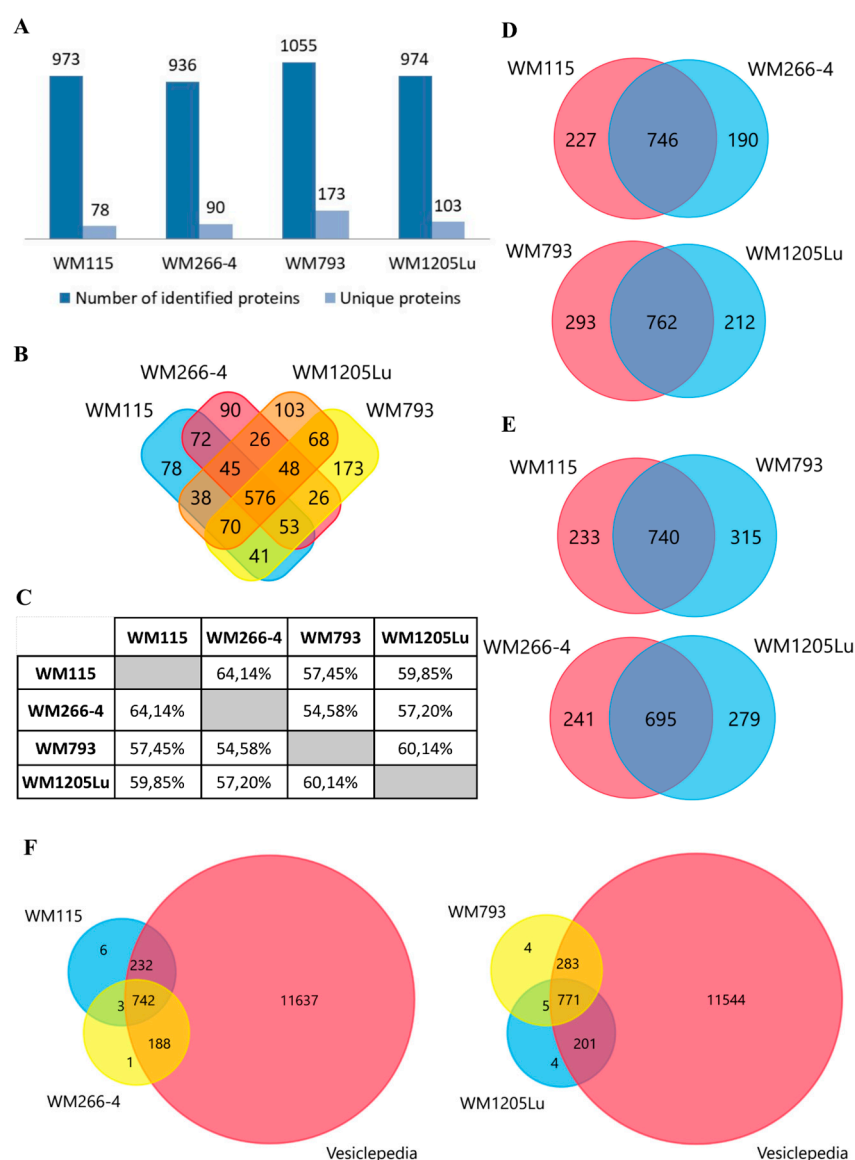 A
973 936 1055 974
78 90 173 103
WM115 WM266-4 WM793 WM1205Lu
Number of identified proteins Unique proteins
B
WM266-4 WM1205Lu
WM115 WM793
90 103
72 26 68
78 45 48 173
38 576 26
70 53
41
C
WM115 WM266-4 WM793 WM1205Lu
WM115 64,14% 57,45% 59,85%
WM266-4 64,14% 54,58% 57,20%
WM793 57,45% 54,58% 60,14%
WM1205Lu 59,85% 57,20% 60,14%
D
WM115 WM266-4
227 746 190
WM793 WM1205Lu
293 762 212
E
WM115 WM793
233 740 315
WM266-4 WM1205Lu
241 695 279
F
WM115
6 232
3 742 11637
188
1
WM266-4
Vesiclepedia
WM793
4 283
5 771 11544
201
4
WM1205Lu
Vesiclepedia